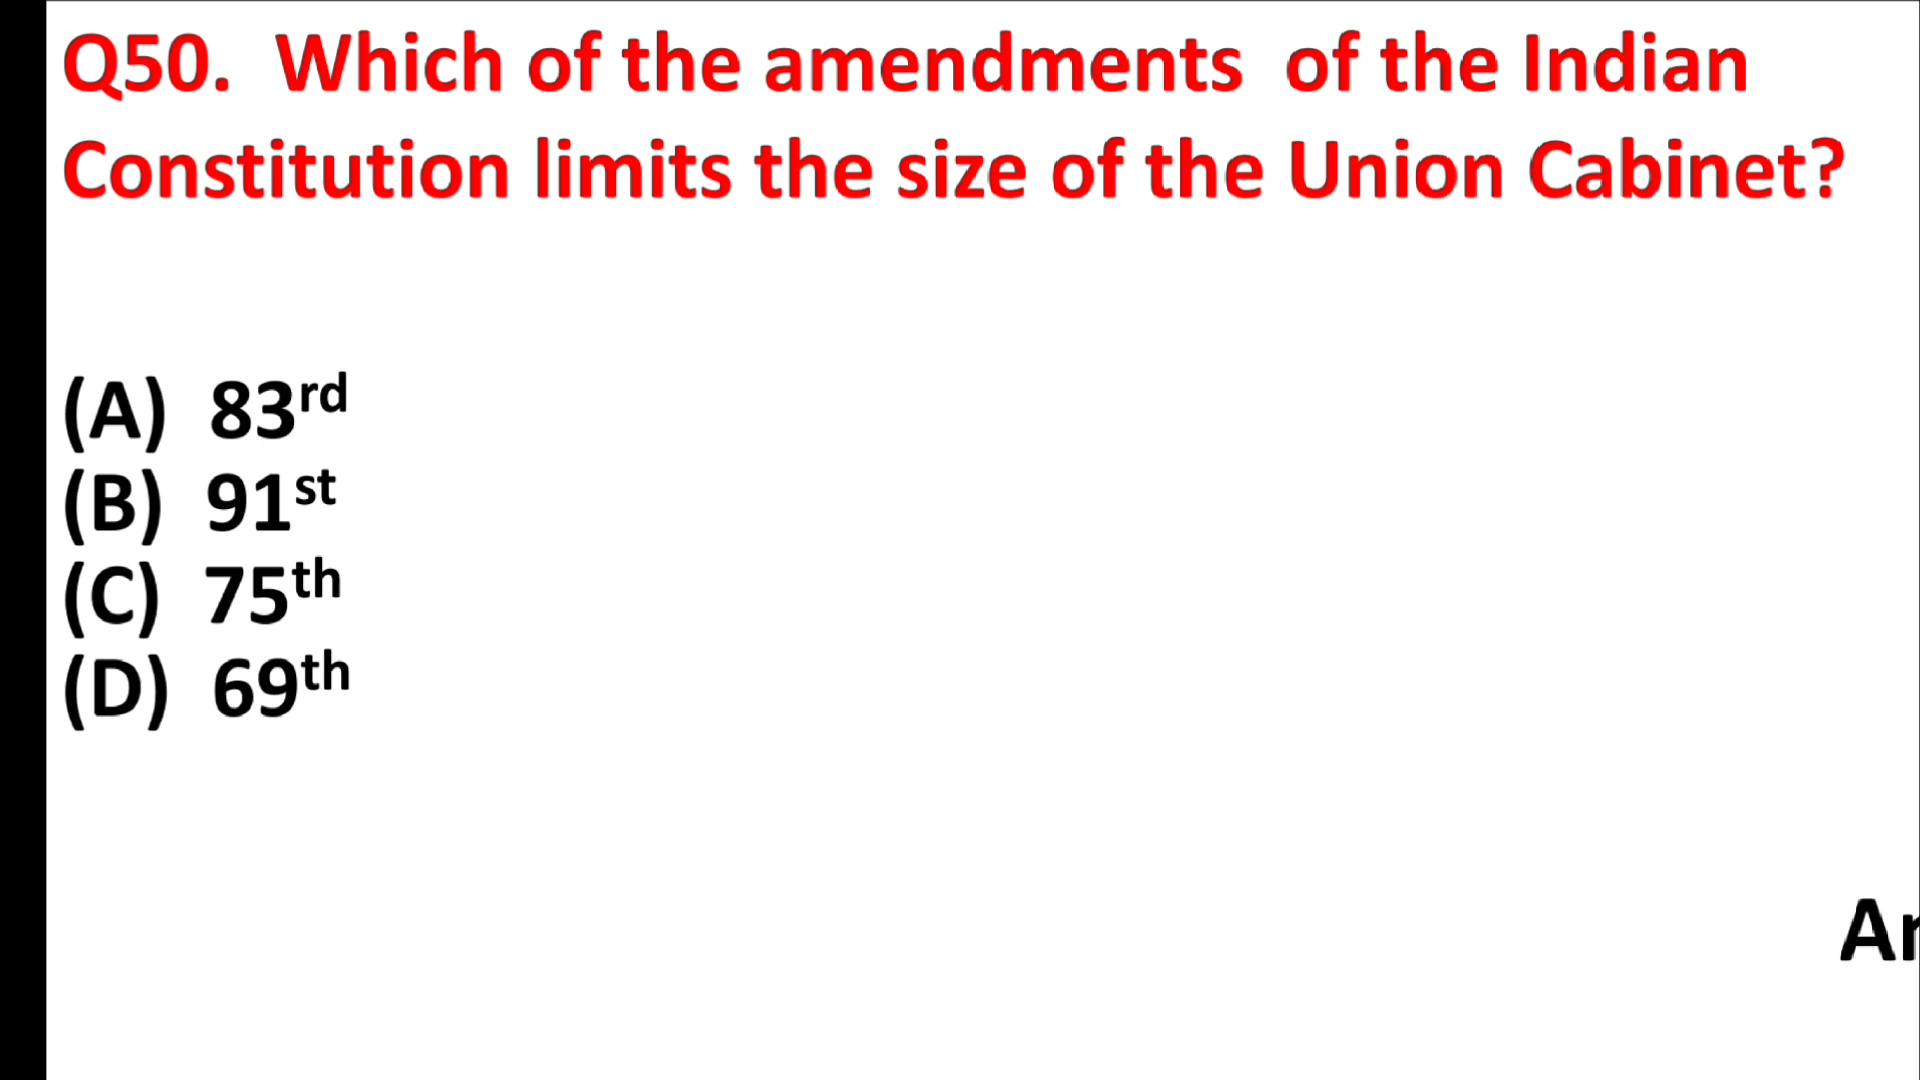 Q50. Which of the amendments of the Indian
Constitution limits the size of the Union Cabinet?
(A) 83rd
(B) 91st
(C) 75th
(D) 69th